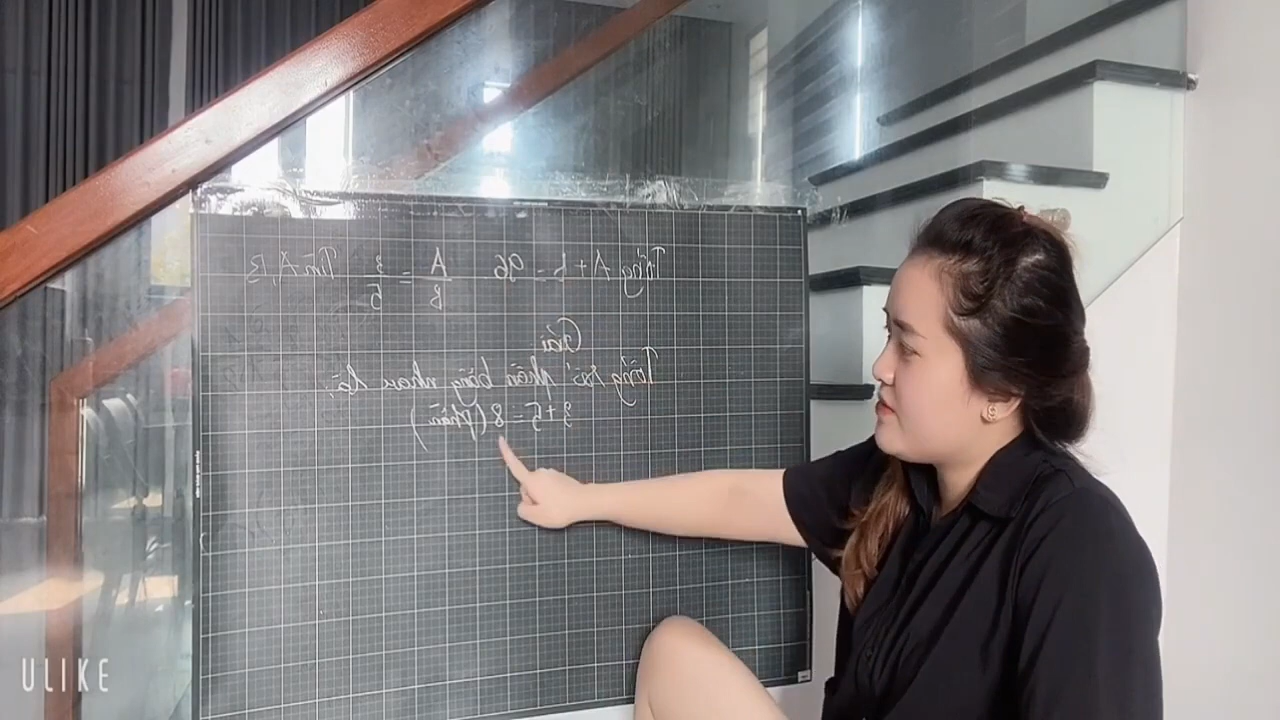 Tổng A + b = 96 A/B = 3/5 Tìm A, B
Giải
Tổng số phần bằng nhau là:
3 + 5 = 8 (phần)
ULIKE